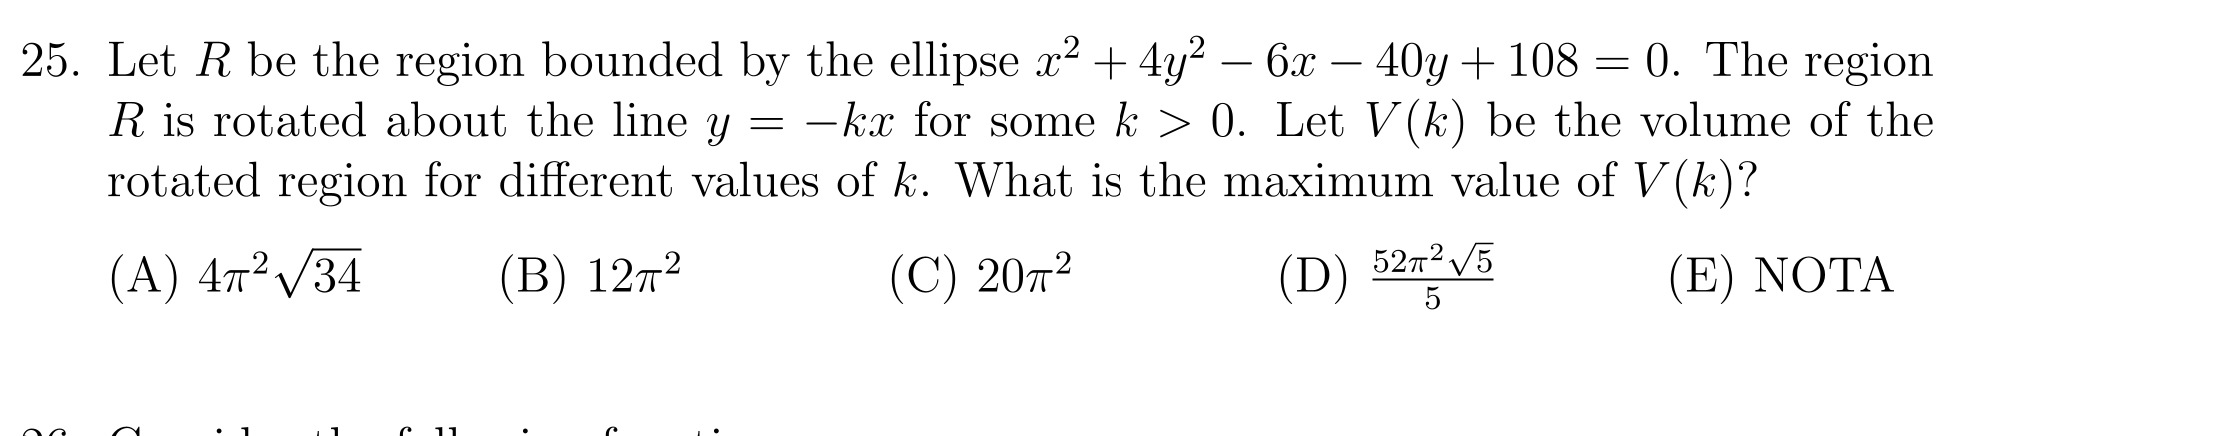 25. Let R be the region bounded by the ellipse x² + 4y² − 6x − 40y + 108 = 0. The region
R is rotated about the line y = −kx for some k > 0. Let V(k) be the volume of the
rotated region for different values of k. What is the maximum value of V(k)?
(A) 4π²√34 (B) 12π² (C) 20π² (D) 52π²√5/5 (E) NOTA